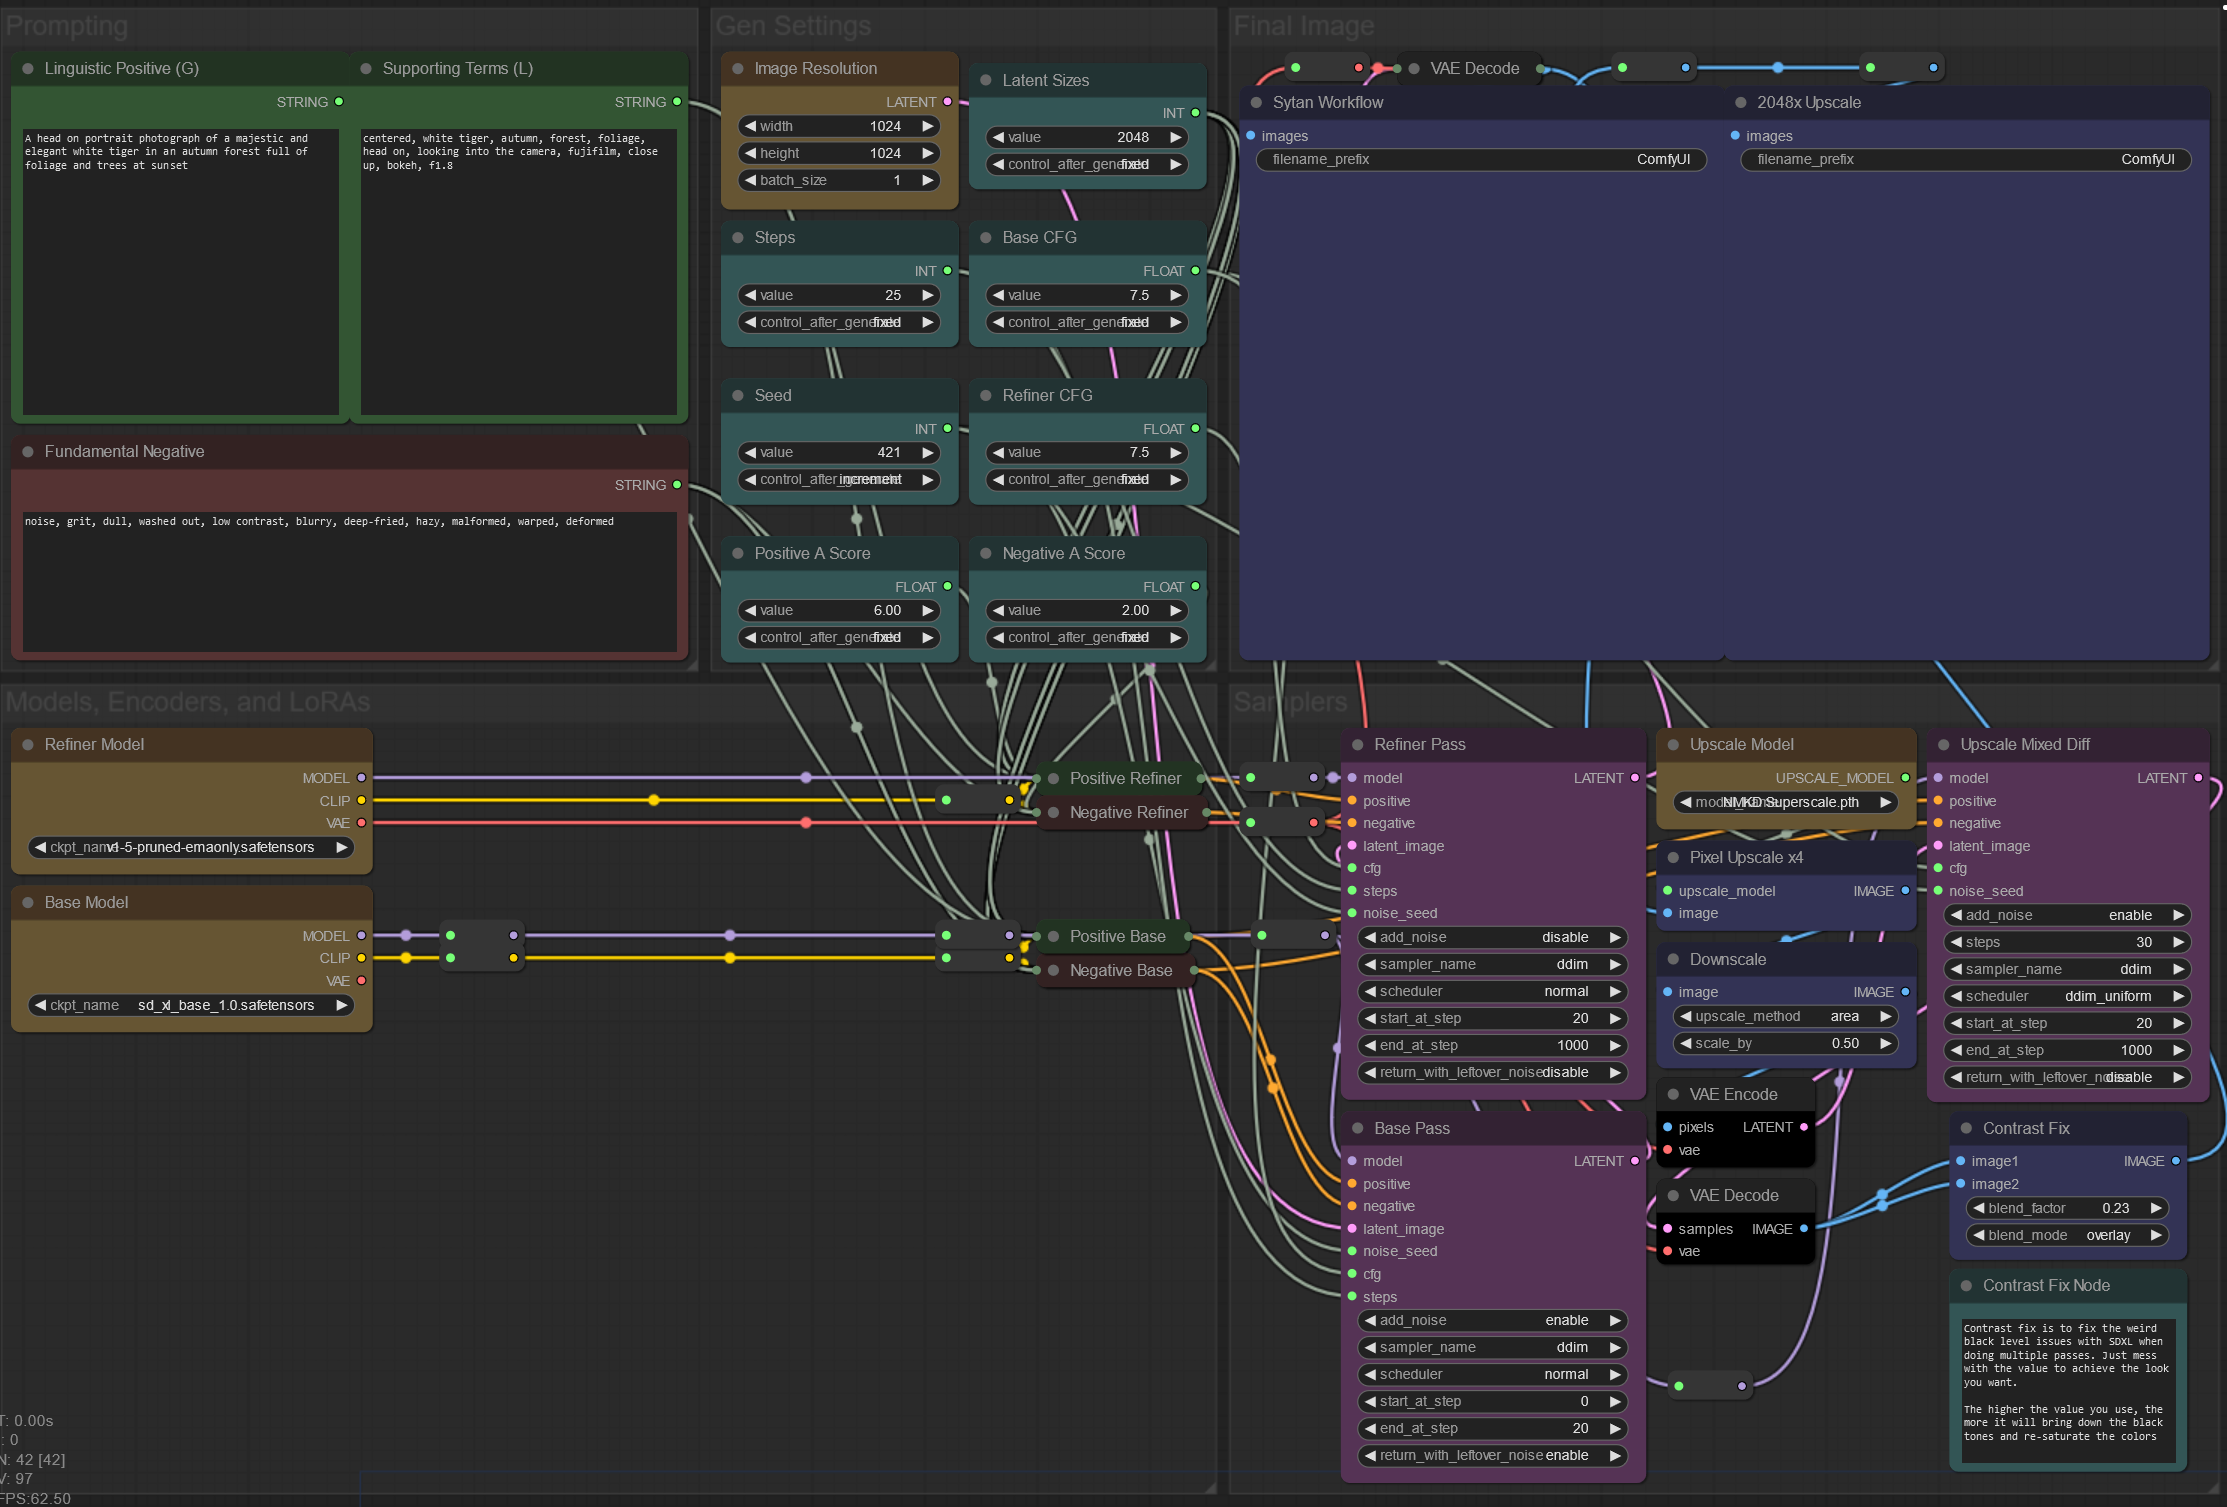 Prompting
Linguistic Positive (G)
STRING
A head on portrait photograph of a majestic and
elegant white tiger in an autumn forest full of
foliage and trees at sunset
Supporting Terms (L)
STRING
centered, white tiger, autumn, forest, foliage,
head on, looking into the camera, fujifilm, close
up, bokeh, f1.8
Fundamental Negative
STRING
noise, grit, dull, washed out, low contrast, blurry, deep-fried, hazy, malformed, warped, deformed
Gen Settings
Image Resolution
LATENT
width 1024
height 1024
batch_size 1
Latent Sizes
INT
value 2048
control_after_generate fixed
Steps
INT
value 25
control_after_generate fixed
Base CFG
FLOAT
value 7.5
control_after_generate fixed
Seed
INT
value 421
control_after_generate increment
Refiner CFG
FLOAT
value 7.5
control_after_generate fixed
Positive A Score
FLOAT
value 6.00
control_after_generate fixed
Negative A Score
FLOAT
value 2.00
control_after_generate fixed
Final Image
VAE Decode
Sytan Workflow
images
filename_prefix ComfyUI
2048x Upscale
images
filename_prefix ComfyUI
Models, Encoders, and LoRAs
Refiner Model
MODEL
CLIP
VAE
ckpt_name v1-5-pruned-emaonly.safetensors
Base Model
MODEL
CLIP
VAE
ckpt_name sd_xl_base_1.0.safetensors
Positive Refiner
Negative Refiner
Positive Base
Negative Base
Samplers
Refiner Pass
model LATENT
positive
negative
latent_image
cfg
steps
noise_seed
add_noise disable
sampler_name ddim
scheduler normal
start_at_step 20
end_at_step 1000
return_with_leftover_noise disable
Base Pass
model LATENT
positive
negative
latent_image
noise_seed
cfg
steps
add_noise enable
sampler_name ddim
scheduler normal
start_at_step 0
end_at_step 20
return_with_leftover_noise enable
Upscale Model
UPSCALE_MODEL
NMKD Superscale.pth
Pixel Upscale x4
upscale_model IMAGE
image
Downscale
image IMAGE
upscale_method area
scale_by 0.50
VAE Encode
pixels LATENT
vae
VAE Decode
samples IMAGE
vae
Upscale Mixed Diff
model LATENT
positive
negative
latent_image
cfg
noise_seed
add_noise enable
steps 30
sampler_name ddim
scheduler ddim_uniform
start_at_step 20
end_at_step 1000
return_with_leftover_noise disable
Contrast Fix
image1 IMAGE
image2
blend_factor 0.23
blend_mode overlay
Contrast Fix Node
Contrast fix is to fix the weird
black level issues with SDXL when
doing multiple passes. Just mess
with the value to achieve the look
you want.
The higher the value you use, the
more it will bring down the black
tones and re-saturate the colors
T: 0.00s
: 0
N: 42 [42]
V: 97
FPS:62.50